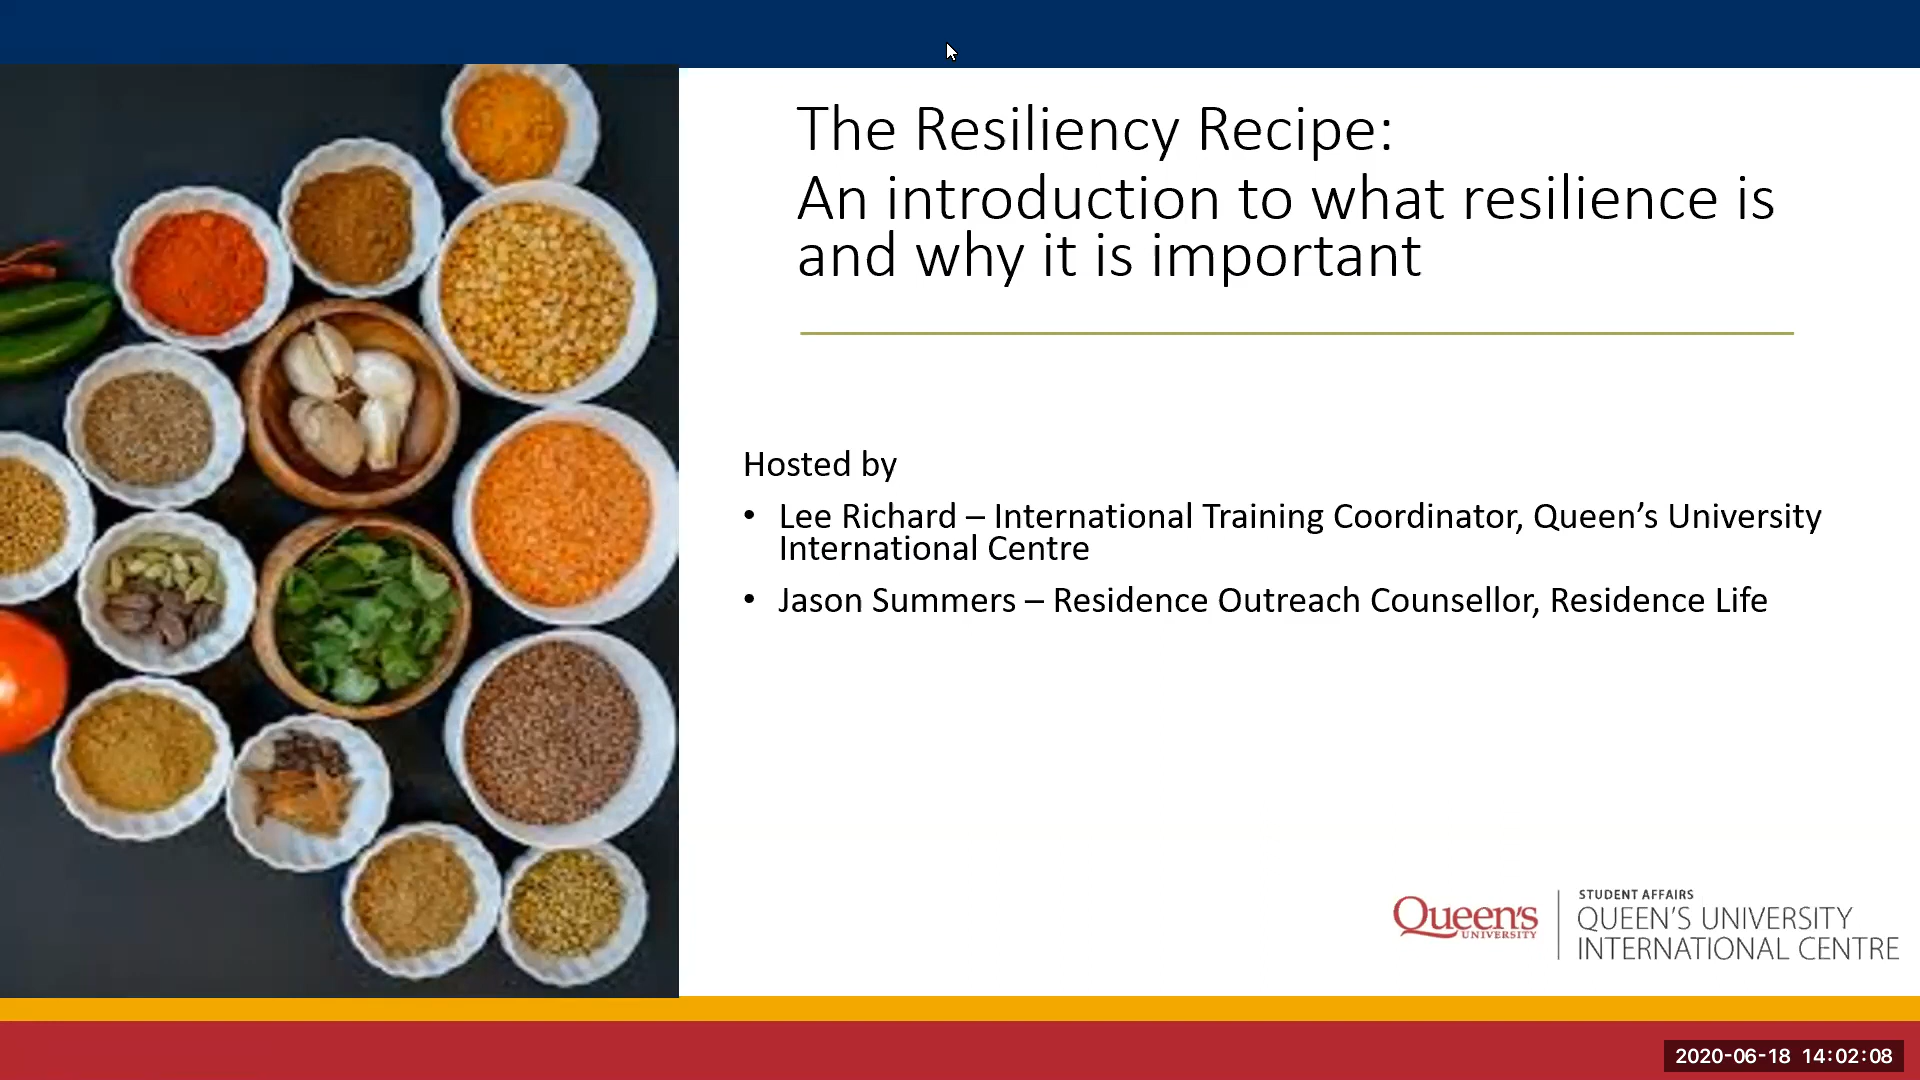 The Resiliency Recipe:
An introduction to what resilience is
and why it is important
Hosted by
• Lee Richard – International Training Coordinator, Queen’s University
International Centre
• Jason Summers – Residence Outreach Counsellor, Residence Life
Queen's
UNIVERSITY
STUDENT AFFAIRS
QUEEN'S UNIVERSITY
INTERNATIONAL CENTRE
2020-06-18 14:02:08